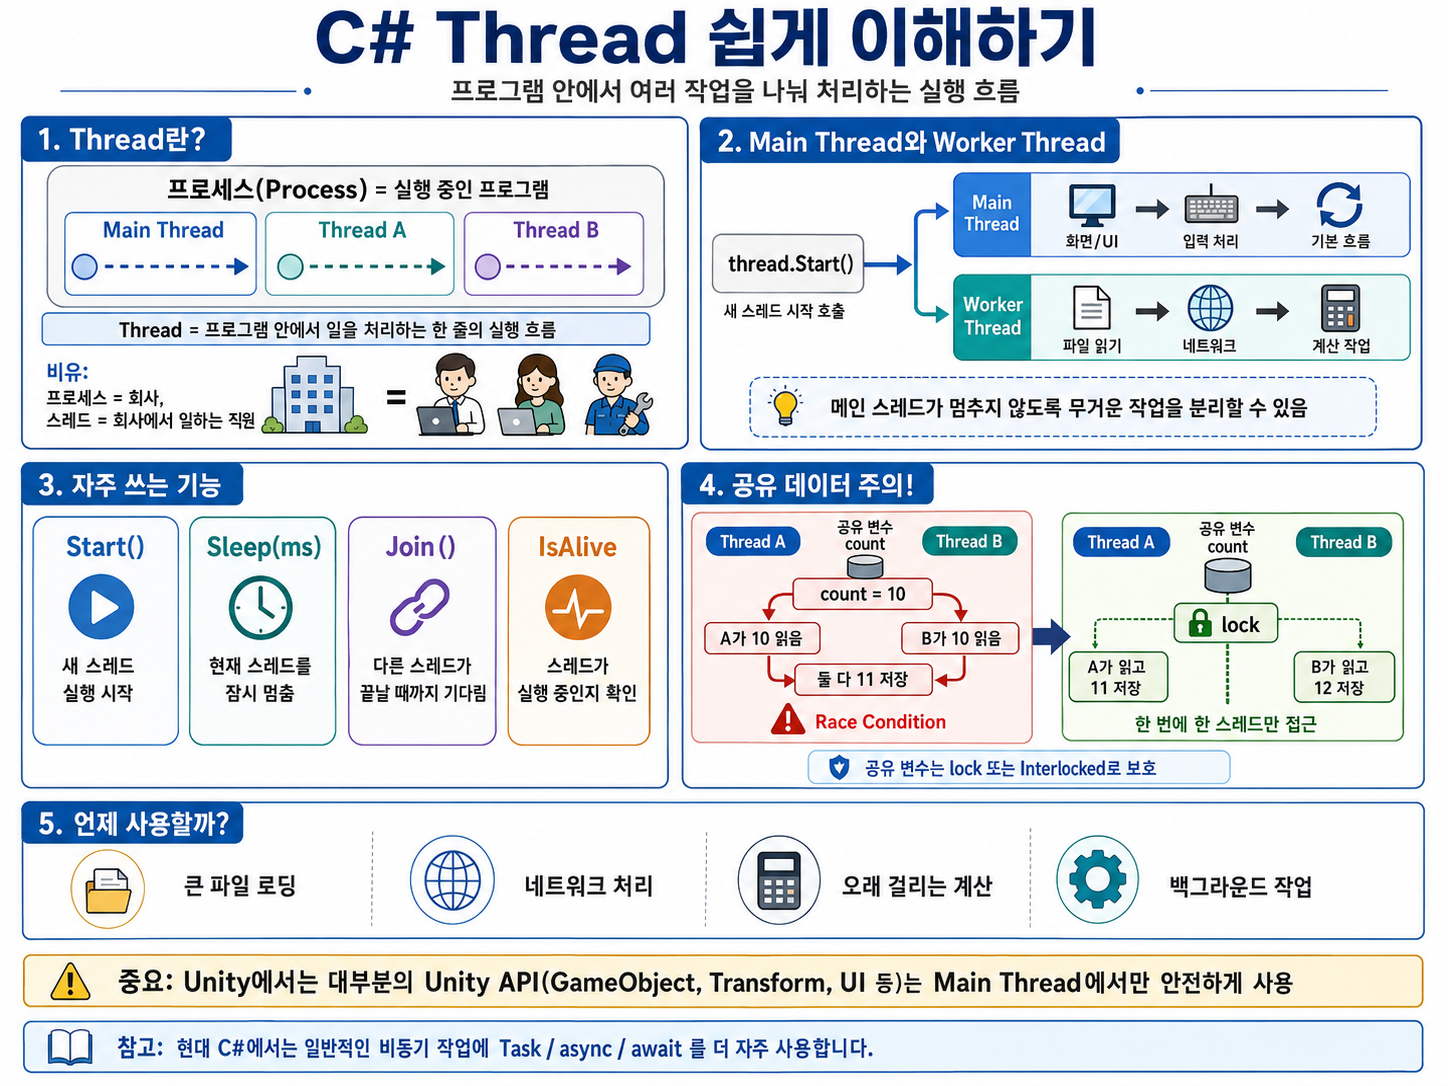 C# Thread 쉽게 이해하기
프로그램 안에서 여러 작업을 나눠 처리하는 실행 흐름
1. Thread란?
프로세스(Process) = 실행 중인 프로그램
Main Thread
Thread A
Thread B
Thread = 프로그램 안에서 일을 처리하는 한 줄의 실행 흐름
비유:
프로세스 = 회사,
스레드 = 회사에서 일하는 직원
=
2. Main Thread와 Worker Thread
thread.Start()
새 스레드 시작 호출
Main
Thread
화면/UI
입력 처리
기본 흐름
Worker
Thread
파일 읽기
네트워크
계산 작업
메인 스레드가 멈추지 않도록 무거운 작업을 분리할 수 있음
3. 자주 쓰는 기능
Start()
새 스레드
실행 시작
Sleep(ms)
현재 스레드를
잠시 멈춤
Join()
다른 스레드가
끝날 때까지 기다림
IsAlive
스레드가
실행 중인지 확인
4. 공유 데이터 주의!
Thread A
공유 변수
count
Thread B
count = 10
A가 10 읽음
B가 10 읽음
둘 다 11 저장
Race Condition
Thread A
공유 변수
count
Thread B
lock
A가 읽고
11 저장
B가 읽고
12 저장
한 번에 한 스레드만 접근
공유 변수는 lock 또는 Interlocked로 보호
5. 언제 사용할까?
큰 파일 로딩
네트워크 처리
오래 걸리는 계산
백그라운드 작업
중요: Unity에서는 대부분의 Unity API(GameObject, Transform, UI 등)는 Main Thread에서만 안전하게 사용
참고: 현대 C#에서는 일반적인 비동기 작업에 Task / async / await 를 더 자주 사용합니다.